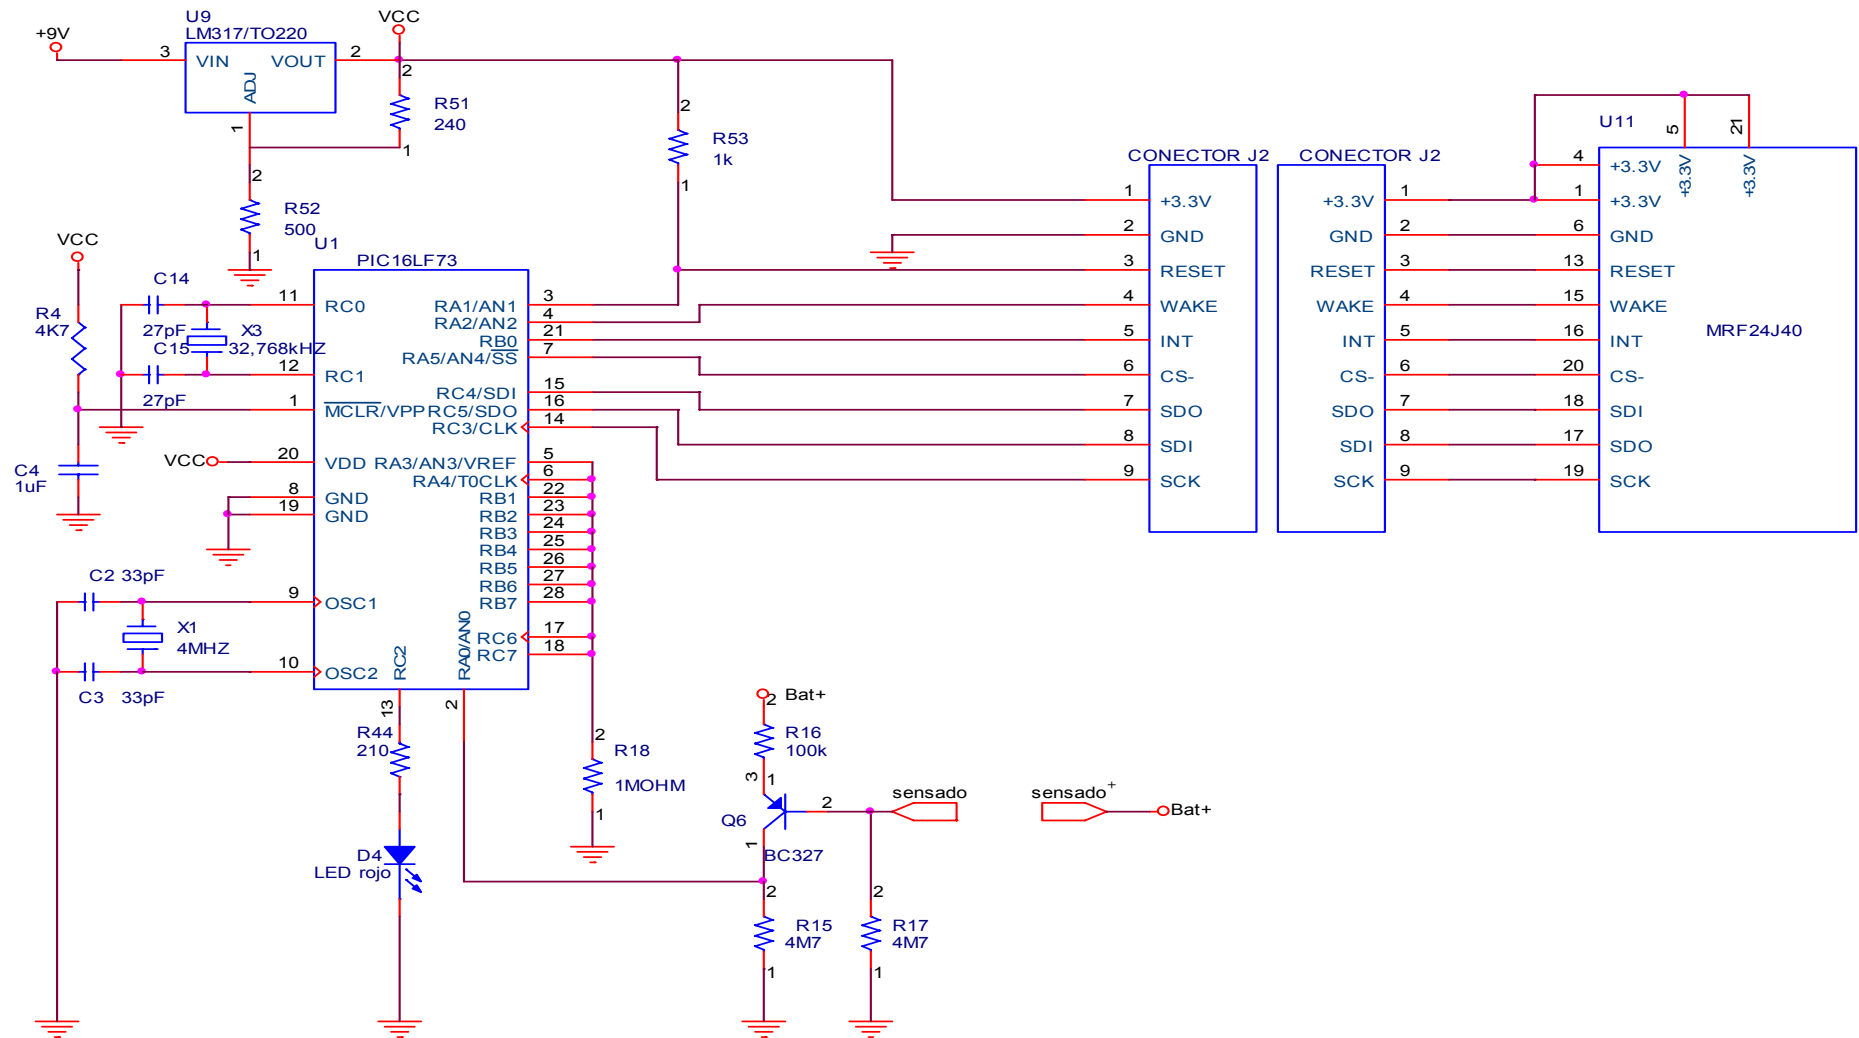 U9
LM317/TO220
+9V
3
VIN
VOUT
2
ADJ
1
VCC
2
R51
240
1
2
R52
500
1
2
R53
1k
1
VCC
R4
4K7
C4
1uF
C14
27pF
X3
32,768kHZ
C15
27pF
U1
PIC16LF73
11
RC0
12
RC1
1
MCLR/VPP
VCC
20
VDD
8
GND
19
GND
9
OSC1
10
OSC2
C2 33pF
X1
4MHZ
C3 33pF
RA1/AN1
3
RA2/AN2
4
RB0
21
RA5/AN4/SS
7
RC4/SDI
15
RC5/SDO
16
RC3/CLK
14
RA3/AN3/VREF
5
RA4/T0CLK
6
RB1
22
RB2
23
RB3
24
RB4
25
RB5
26
RB6
27
RB7
28
RC6
17
RC7
18
RC2
13
RA0/AN0
2
R44
210
D4
LED rojo
2
R18
1MOHM
1
2
Bat+
R16
100k
1
3
Q6
BC327
1
2
sensado
sensado+
Bat+
2
R15
4M7
1
2
R17
4M7
1
CONECTOR J2
1
+3.3V
2
GND
3
RESET
4
WAKE
5
INT
6
CS-
7
SDO
8
SDI
9
SCK
CONECTOR J2
+3.3V
1
GND
2
RESET
3
WAKE
4
INT
5
CS-
6
SDO
7
SDI
8
SCK
9
U11
5
+3.3V
21
+3.3V
4
+3.3V
1
+3.3V
6
GND
13
RESET
15
WAKE
16
INT
20
CS-
18
SDI
17
SDO
19
SCK
MRF24J40